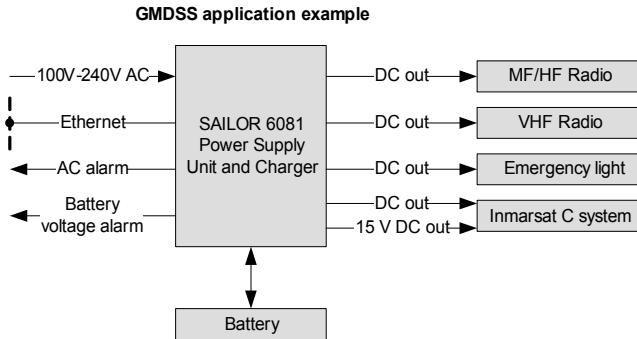 GMDSS application example
100V-240V AC
Ethernet
AC alarm
Battery
voltage alarm
SAILOR 6081
Power Supply
Unit and Charger
DC out
DC out
DC out
DC out
15 V DC out
MF/HF Radio
VHF Radio
Emergency light
Inmarsat C system
Battery